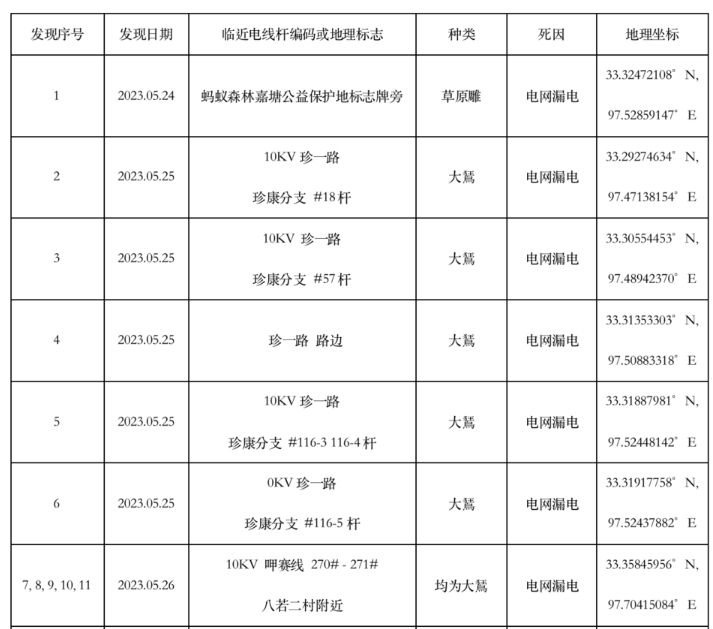 发现序号 发现日期 临近电线杆编码或地理标志 种类 死因 地理坐标
1 2023.05.24 蚂蚁森林嘉塘公益保护地标志牌旁 草原雕 电网漏电 33.32472108° N,
97.52859147° E
10KV 珍一路
2 2023.05.25 珍康分支 #18杆 大鵟 电网漏电 33.29274634° N,
97.47138154° E
10KV 珍一路
3 2023.05.25 珍康分支 #57杆 大鵟 电网漏电 33.30554453° N,
97.48942370° E
4 2023.05.25 珍一路 路边 大鵟 电网漏电 33.31353303° N,
97.50883318° E
10KV 珍一路
5 2023.05.25 珍康分支 #116-3 116-4杆 大鵟 电网漏电 33.31887981° N,
97.52448142° E
0KV 珍一路
6 2023.05.25 珍康分支 #116-5杆 大鵟 电网漏电 33.31917758° N,
97.52437882° E
10KV 呷赛线 270# - 271#
7, 8, 9, 10, 11 2023.05.26 八若二村附近 均为大鵟 电网漏电 33.35845956° N,
97.70415084° E